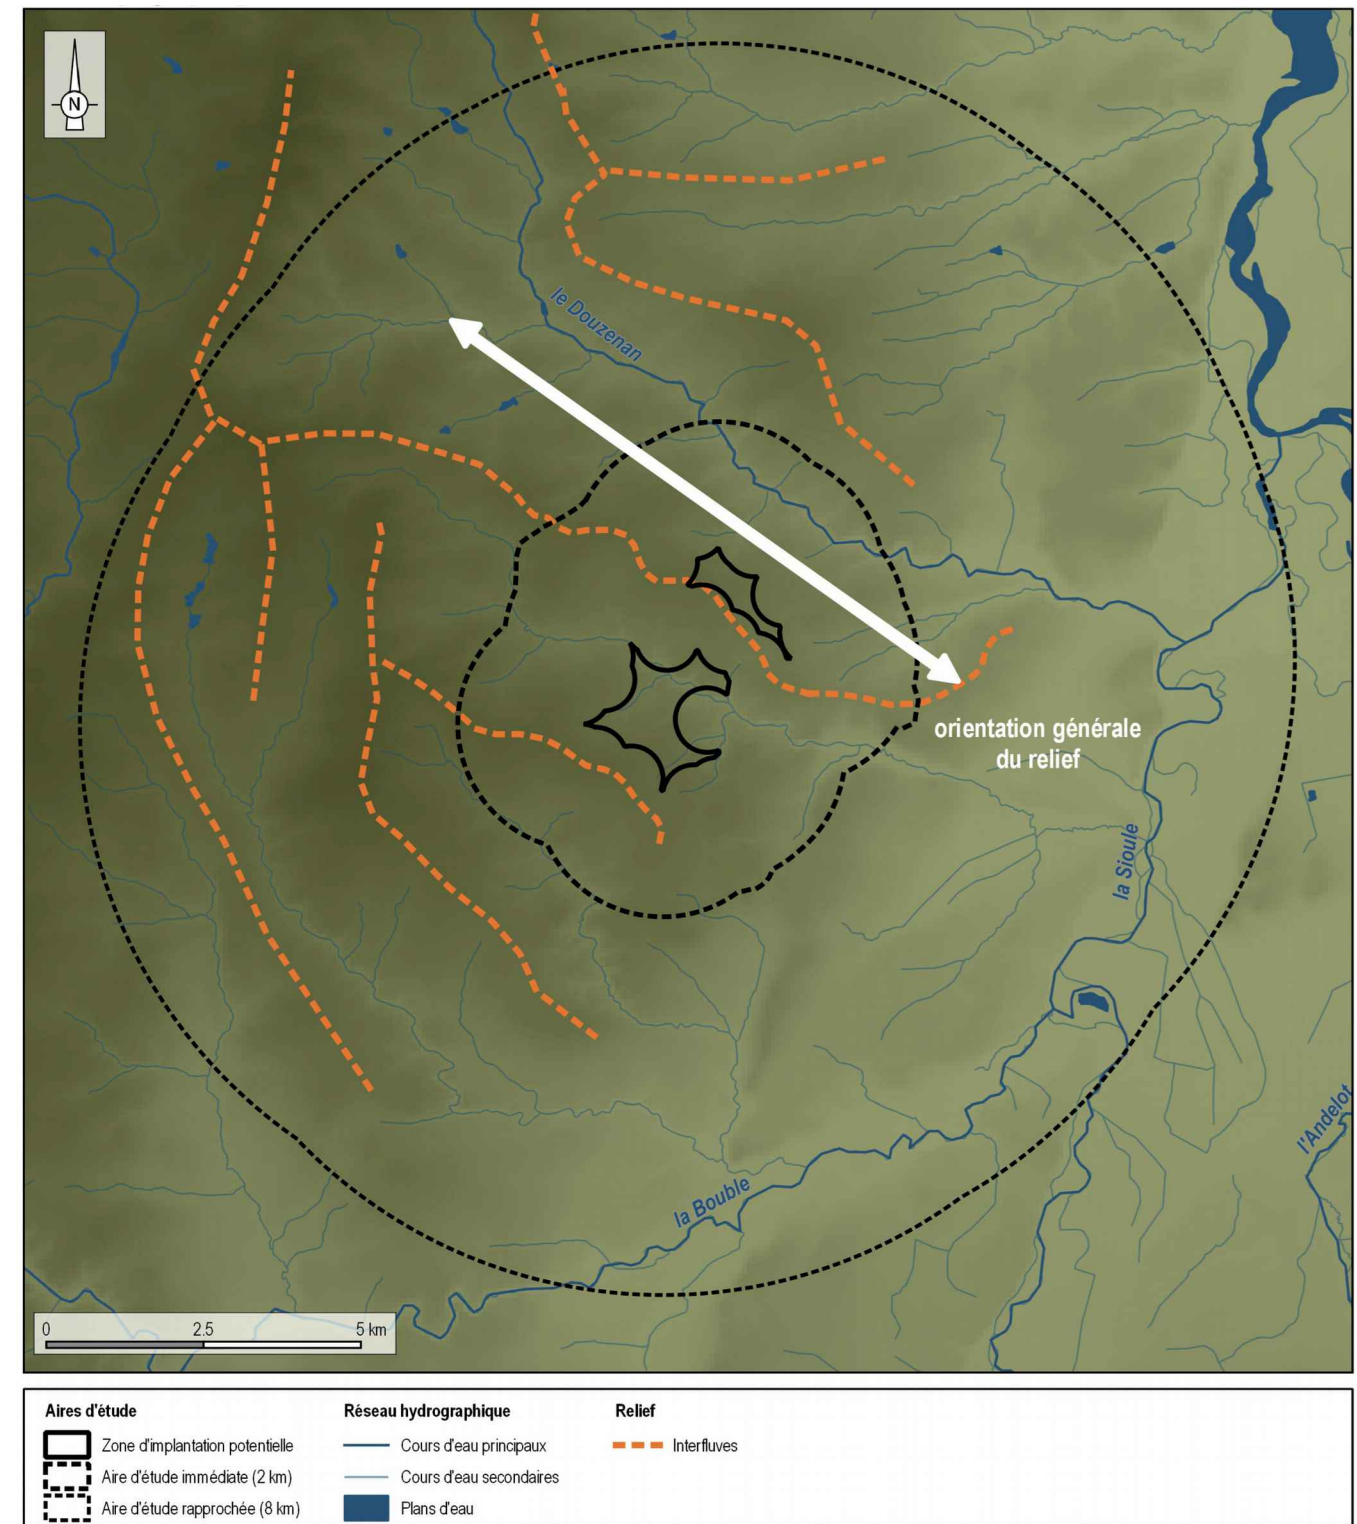 N
le Douzenan
orientation générale
du relief
la Sioule
l'Andelot
la Bouble
0 2.5 5 km
Aires d'étude
Zone d'implantation potentielle
Aire d'étude immédiate (2 km)
Aire d'étude rapprochée (8 km)
Réseau hydrographique
Cours d'eau principaux
Cours d'eau secondaires
Plans d'eau
Relief
Interfluves